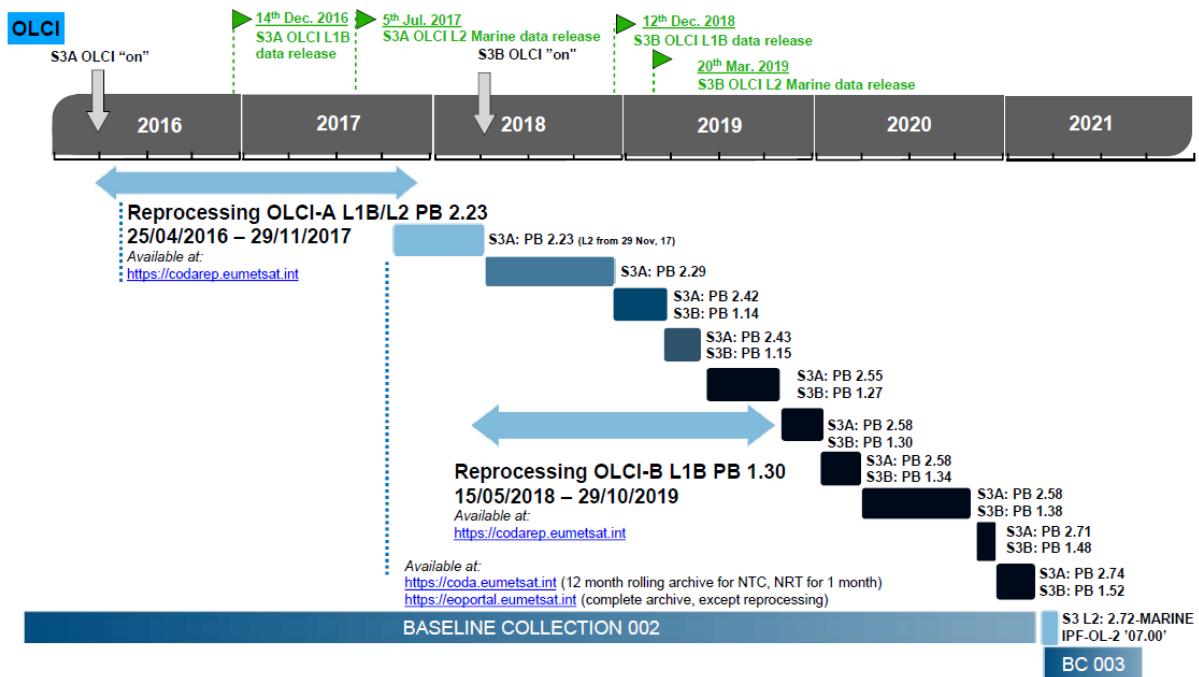 OLCI
S3A OLCI “on”
14th Dec. 2016
S3A OLCI L1B
data release
5th Jul. 2017
S3A OLCI L2 Marine data release
S3B OLCI "on"
12th Dec. 2018
S3B OLCI L1B data release
20th Mar. 2019
S3B OLCI L2 Marine data release
2016
2017
2018
2019
2020
2021
Reprocessing OLCI-A L1B/L2 PB 2.23
25/04/2016 – 29/11/2017
Available at:
https://codarep.eumetsat.int
S3A: PB 2.23 (L2 from 29 Nov, 17)
S3A: PB 2.29
S3A: PB 2.42
S3B: PB 1.14
S3A: PB 2.43
S3B: PB 1.15
S3A: PB 2.55
S3B: PB 1.27
S3A: PB 2.58
S3B: PB 1.30
Reprocessing OLCI-B L1B PB 1.30
15/05/2018 – 29/10/2019
Available at:
https://codarep.eumetsat.int
S3A: PB 2.58
S3B: PB 1.34
S3A: PB 2.58
S3B: PB 1.38
S3A: PB 2.71
S3B: PB 1.48
S3A: PB 2.74
S3B: PB 1.52
Available at:
https://coda.eumetsat.int (12 month rolling archive for NTC, NRT for 1 month)
https://eoportal.eumetsat.int (complete archive, except reprocessing)
BASELINE COLLECTION 002
S3 L2: 2.72-MARINE
IPF-OL-2 '07.00’
BC 003